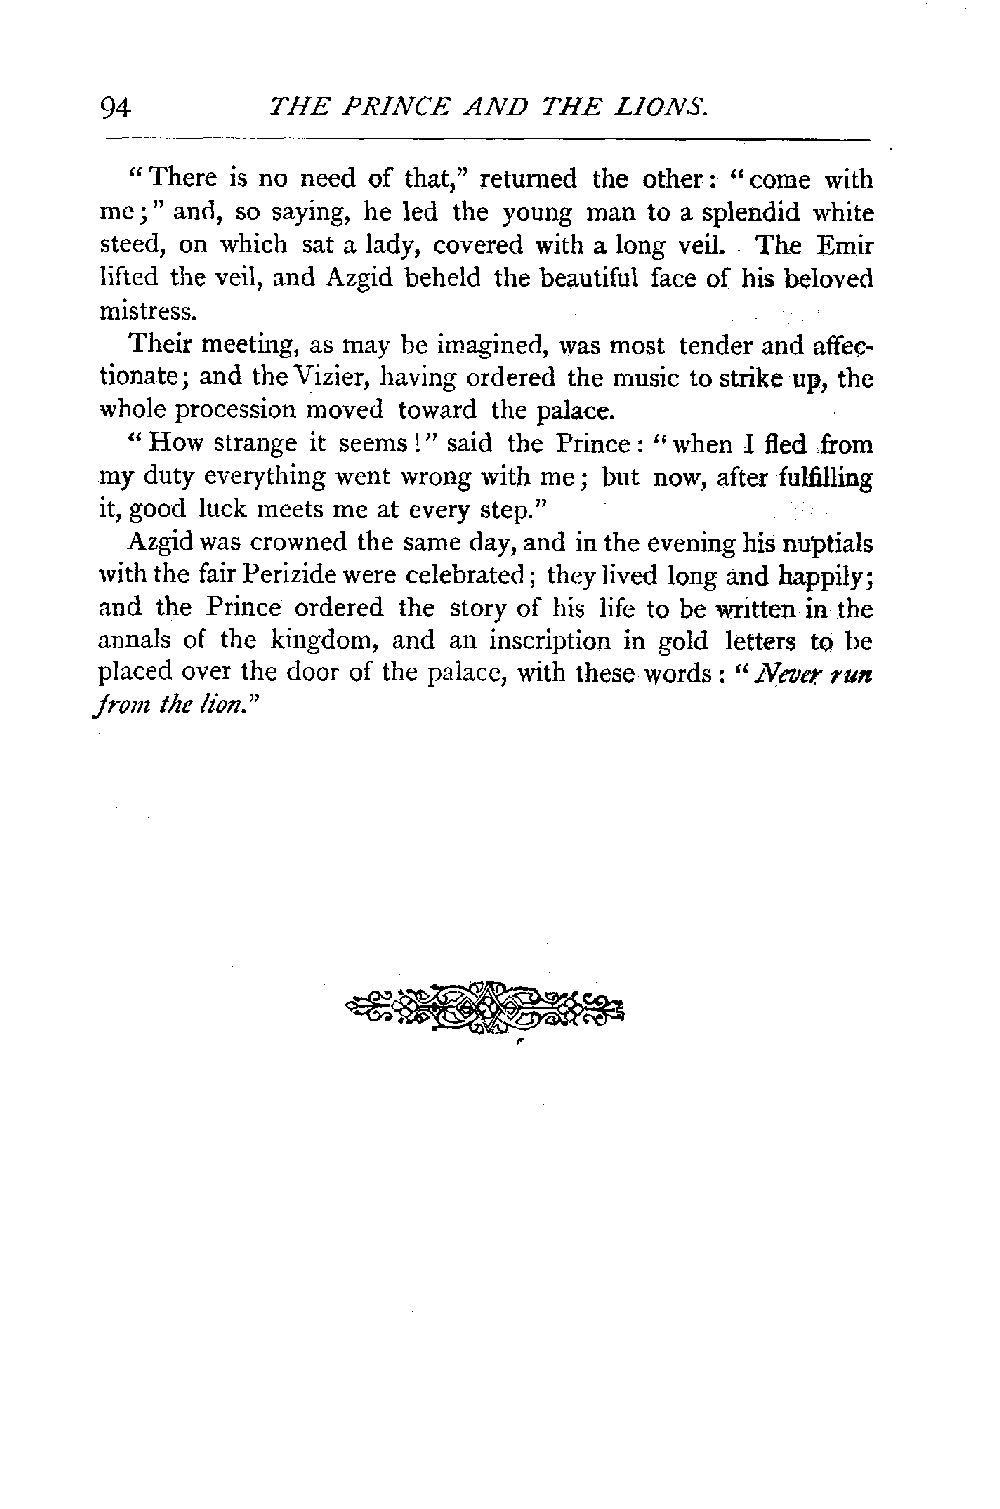 94 THE PRINCE AND THE LIONS.
“There is no need of that,” returned the other: “come with
me;” and, so saying, he led the young man to a splendid white
steed, on which sat a lady, covered with a long veil. The Emir
lifted the veil, and Azgid beheld the beautiful face of his beloved
mistress.
Their meeting, as may be imagined, was most tender and affec-
tionate; and the Vizier, having ordered the music to strike up, the
whole procession moved toward the palace.
“How strange it seems!” said the Prince: “when I fled from
my duty everything went wrong with me; but now, after fulfilling
it, good luck meets me at every step.”
Azgid was crowned the same day, and in the evening his nuptials
with the fair Perizide were celebrated; they lived long and happily;
and the Prince ordered the story of his life to be written in the
annals of the kingdom, and an inscription in gold letters to be
placed over the door of the palace, with these words: “Never run
from the lion.”